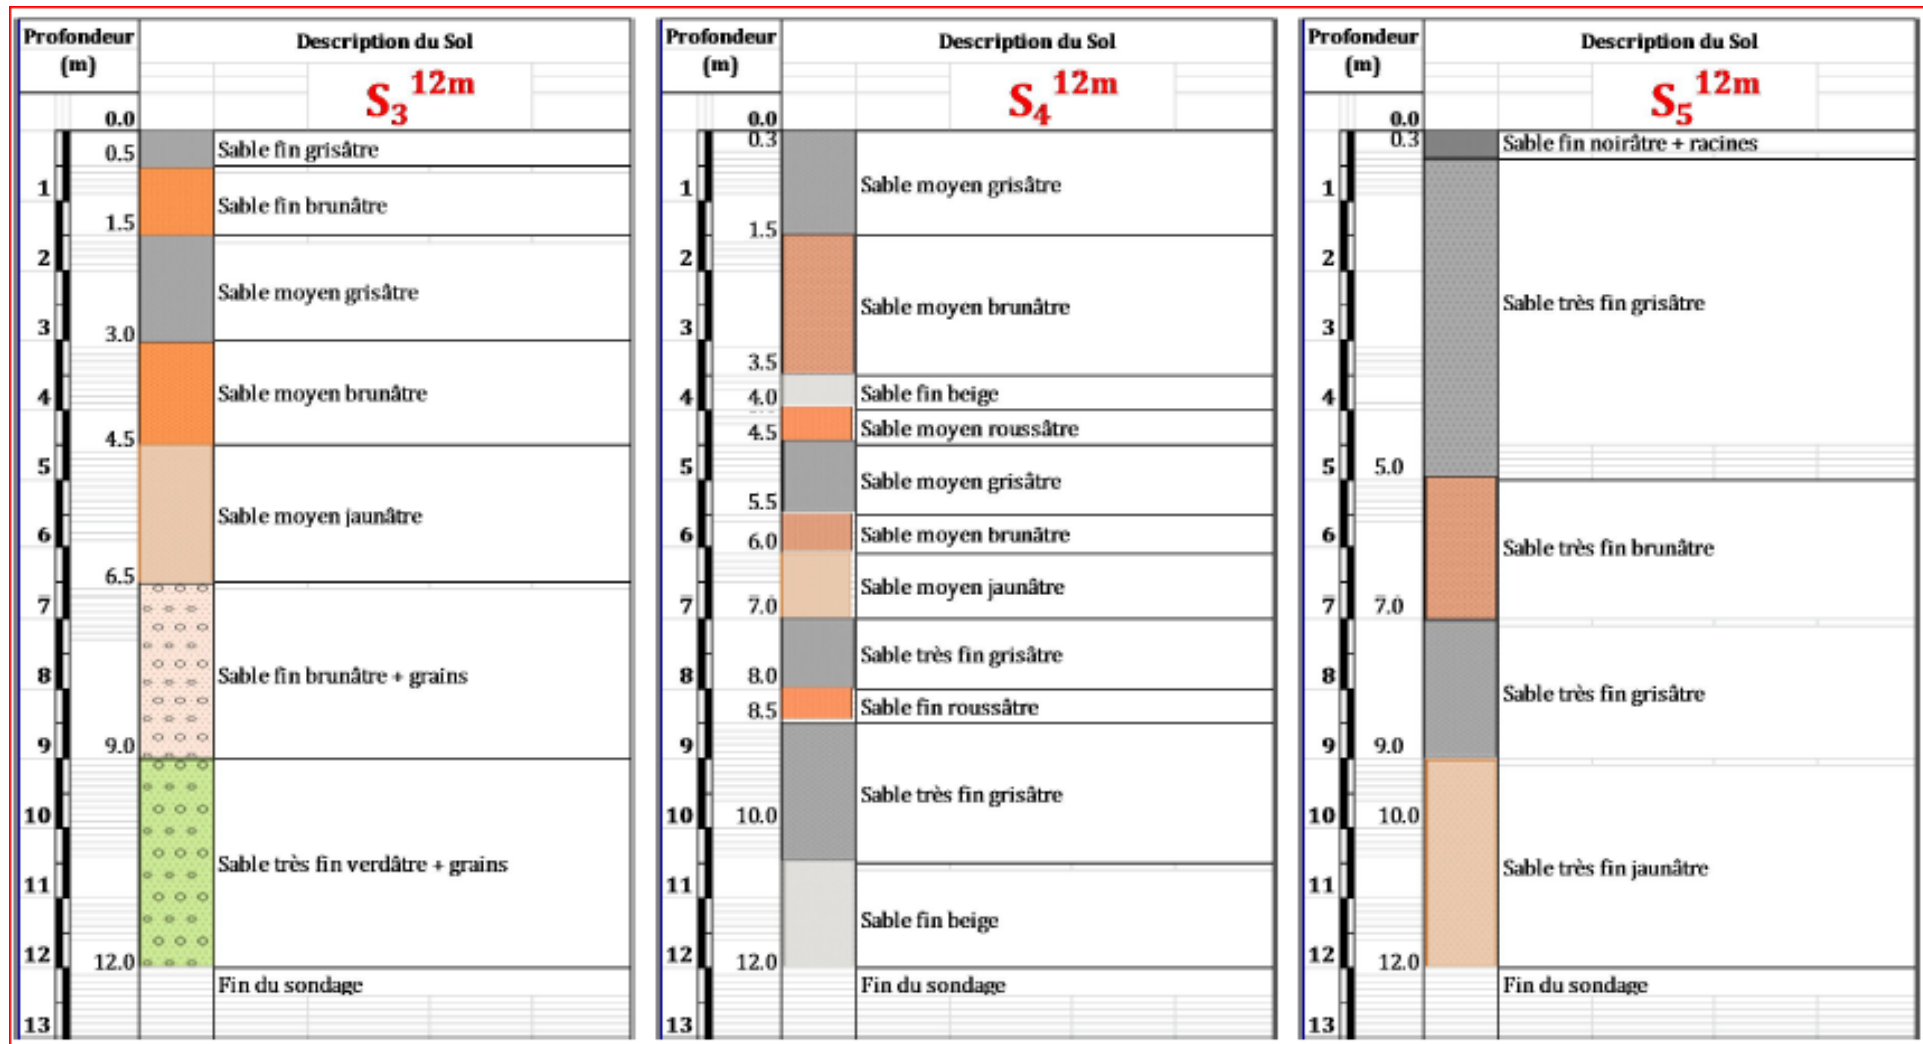 Profondeur
(m)
Description du Sol
S3 12m
0.0
0.5
Sable fin grisâtre
1
Sable fin brunâtre
1.5
2
Sable moyen grisâtre
3
3.0
Sable moyen brunâtre
4
4.5
5
Sable moyen jaunâtre
6
6.5
7
Sable fin brunâtre + grains
8
9
9.0
10
Sable très fin verdâtre + grains
11
12
12.0
Fin du sondage
13
Profondeur
(m)
Description du Sol
S4 12m
0.0
0.3
Sable moyen grisâtre
1
1.5
2
Sable moyen brunâtre
3
3.5
4
4.0
Sable fin beige
4.5
Sable moyen roussâtre
5
Sable moyen grisâtre
5.5
6
6.0
Sable moyen brunâtre
Sable moyen jaunâtre
7
7.0
Sable très fin grisâtre
8
8.0
8.5
Sable fin roussâtre
9
Sable très fin grisâtre
10
10.0
11
Sable fin beige
12
12.0
Fin du sondage
13
Profondeur
(m)
Description du Sol
S5 12m
0.0
0.3
Sable fin noirâtre + racines
1
2
Sable très fin grisâtre
3
4
5
5.0
6
Sable très fin brunâtre
7
7.0
8
Sable très fin grisâtre
9
9.0
10
10.0
Sable très fin jaunâtre
11
12
12.0
Fin du sondage
13